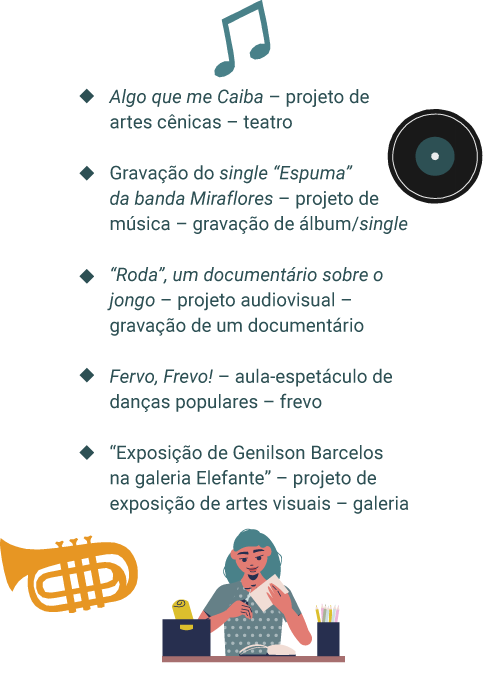 ◆ Algo que me Caiba – projeto de
artes cênicas – teatro
◆ Gravação do single “Espuma”
da banda Miraflores – projeto de
música – gravação de álbum/single
◆ “Roda”, um documentário sobre o
jongo – projeto audiovisual –
gravação de um documentário
◆ Fervo, Frevo! – aula-espetáculo de
danças populares – frevo
◆ “Exposição de Genilson Barcelos
na galeria Elefante” – projeto de
exposição de artes visuais – galeria